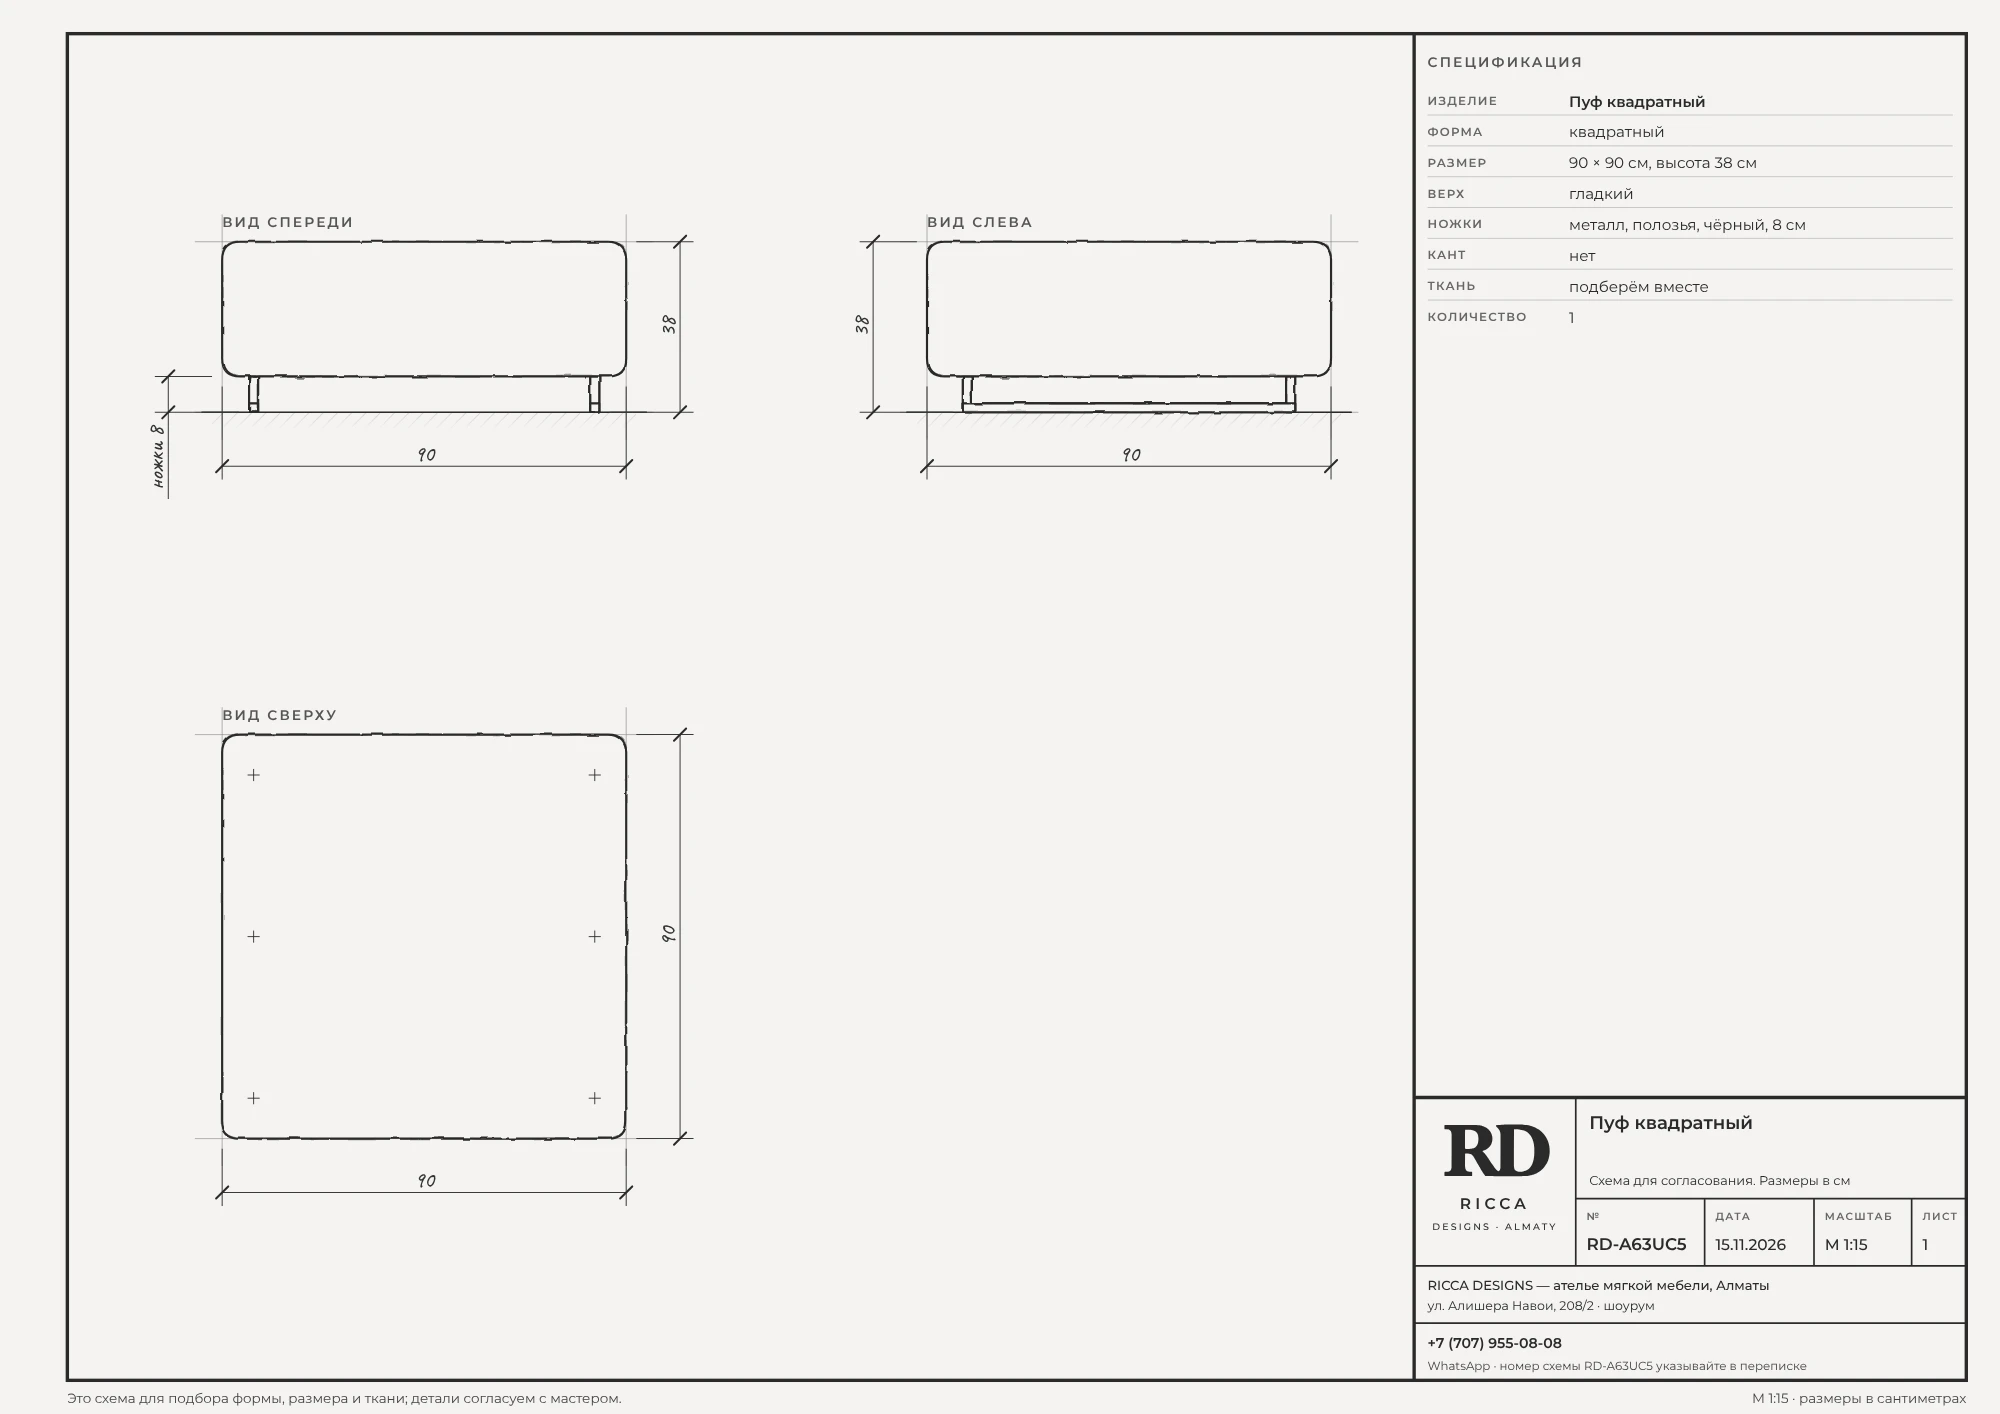 ВИД СПЕРЕДИ
38
ножки 8
90
ВИД СЛЕВА
38
90
ВИД СВЕРХУ
90
90
СПЕЦИФИКАЦИЯ
ИЗДЕЛИЕ Пуф квадратный
ФОРМА квадратный
РАЗМЕР 90 × 90 см, высота 38 см
ВЕРХ гладкий
НОЖКИ металл, полозья, чёрный, 8 см
КАНТ нет
ТКАНЬ подберём вместе
КОЛИЧЕСТВО 1
RD
RICCA
DESIGNS · ALMATY
Пуф квадратный
Схема для согласования. Размеры в см
№ ДАТА МАСШТАБ ЛИСТ
RD-A63UC5 15.11.2026 М 1:15 1
RICCA DESIGNS — ателье мягкой мебели, Алматы
ул. Алишера Навои, 208/2 · шоурум
+7 (707) 955-08-08
WhatsApp · номер схемы RD-A63UC5 указывайте в переписке
Это схема для подбора формы, размера и ткани; детали согласуем с мастером.
М 1:15 · размеры в сантиметрах